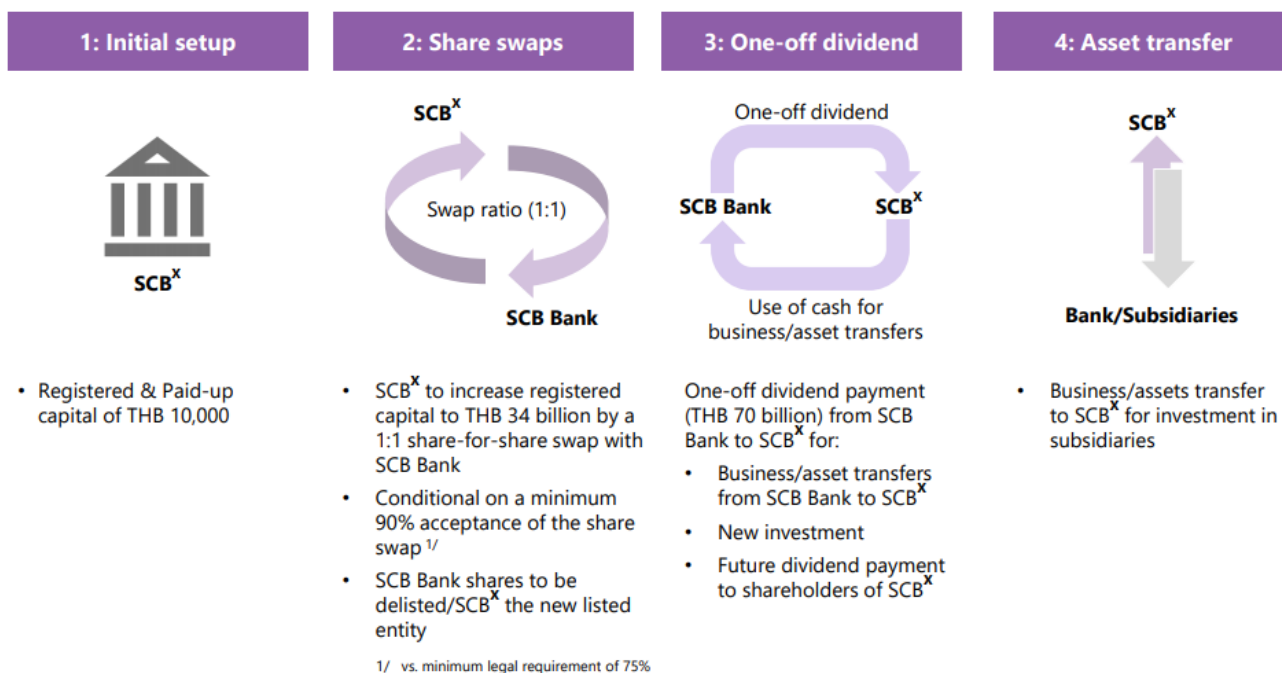 1: Initial setup
SCBX
• Registered & Paid-up
capital of THB 10,000
2: Share swaps
SCBX
Swap ratio (1:1)
SCB Bank
• SCBX to increase registered
capital to THB 34 billion by a
1:1 share-for-share swap with
SCB Bank
• Conditional on a minimum
90% acceptance of the share
swap 1/
• SCB Bank shares to be
delisted/SCBX the new listed
entity
1/ vs. minimum legal requirement of 75%
3: One-off dividend
One-off dividend
SCB Bank
SCBX
Use of cash for
business/asset transfers
One-off dividend payment
(THB 70 billion) from SCB
Bank to SCBX for:
• Business/asset transfers
from SCB Bank to SCBX
• New investment
• Future dividend payment
to shareholders of SCBX
4: Asset transfer
SCBX
Bank/Subsidiaries
• Business/assets transfer
to SCBX for investment in
subsidiaries